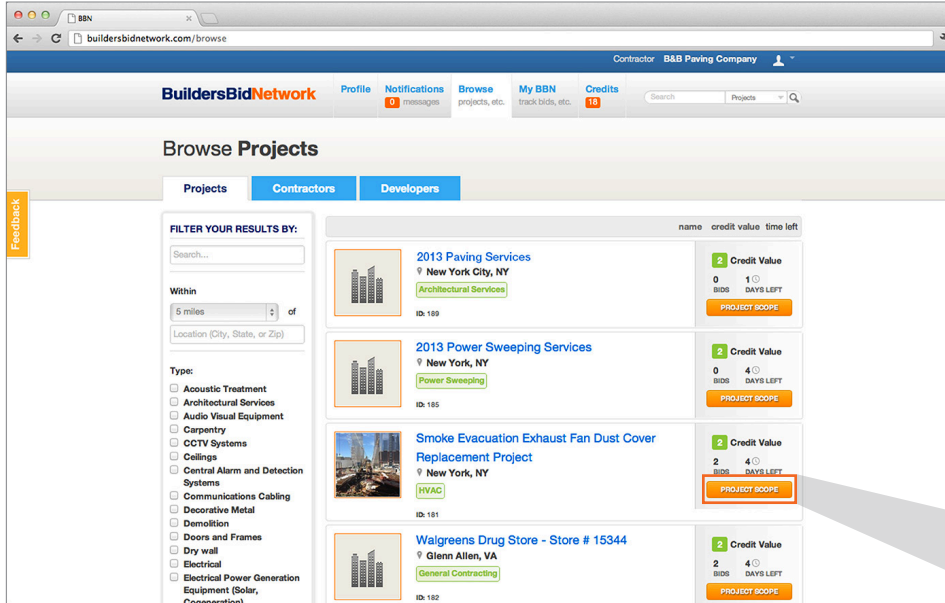 BBN
buildersbidnetwork.com/browse
Contractor B&B Paving Company
BuildersBidNetwork
Profile
Notifications
0 messages
Browse
projects, etc.
My BBN
track bids, etc.
Credits
18
Search
Projects
Browse Projects
Projects
Contractors
Developers
Feedback
FILTER YOUR RESULTS BY:
Search...
Within
5 miles
of
Location (City, State, or Zip)
Type:
Acoustic Treatment
Architectural Services
Audio Visual Equipment
Carpentry
CCTV Systems
Ceilings
Central Alarm and Detection
Systems
Communications Cabling
Decorative Metal
Demolition
Doors and Frames
Dry wall
Electrical
Electrical Power Generation
Equipment (Solar,
Cogeneration)
name credit value time left
2013 Paving Services
New York City, NY
Architectural Services
ID: 189
2 Credit Value
0 1
BIDS DAYS LEFT
PROJECT SCOPE
2013 Power Sweeping Services
New York, NY
Power Sweeping
ID: 185
2 Credit Value
0 4
BIDS DAYS LEFT
PROJECT SCOPE
Smoke Evacuation Exhaust Fan Dust Cover
Replacement Project
New York, NY
HVAC
ID: 181
2 Credit Value
2 4
BIDS DAYS LEFT
PROJECT SCOPE
Walgreens Drug Store - Store # 15344
Glenn Allen, VA
General Contracting
ID: 182
2 Credit Value
2 4
BIDS DAYS LEFT
PROJECT SCOPE